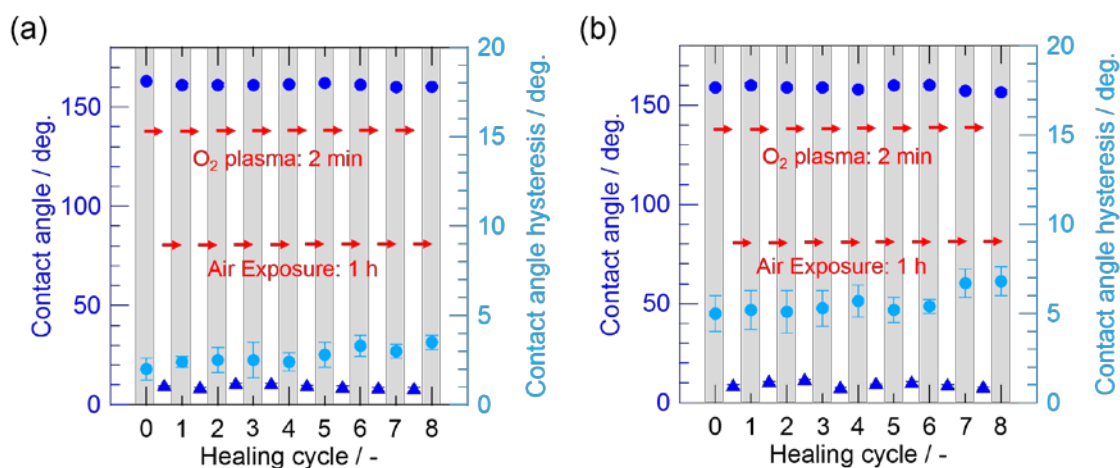 (a)
Contact angle / deg.
150
100
50
0
O2 plasma: 2 min
Air Exposure: 1 h
20
15
10
5
0
Contact angle hysteresis / deg.
0 1 2 3 4 5 6 7 8
Healing cycle / -
(b)
Contact angle / deg.
150
100
50
0
O2 plasma: 2 min
Air Exposure: 1 h
20
15
10
5
0
Contact angle hysteresis / deg.
0 1 2 3 4 5 6 7 8
Healing cycle / -